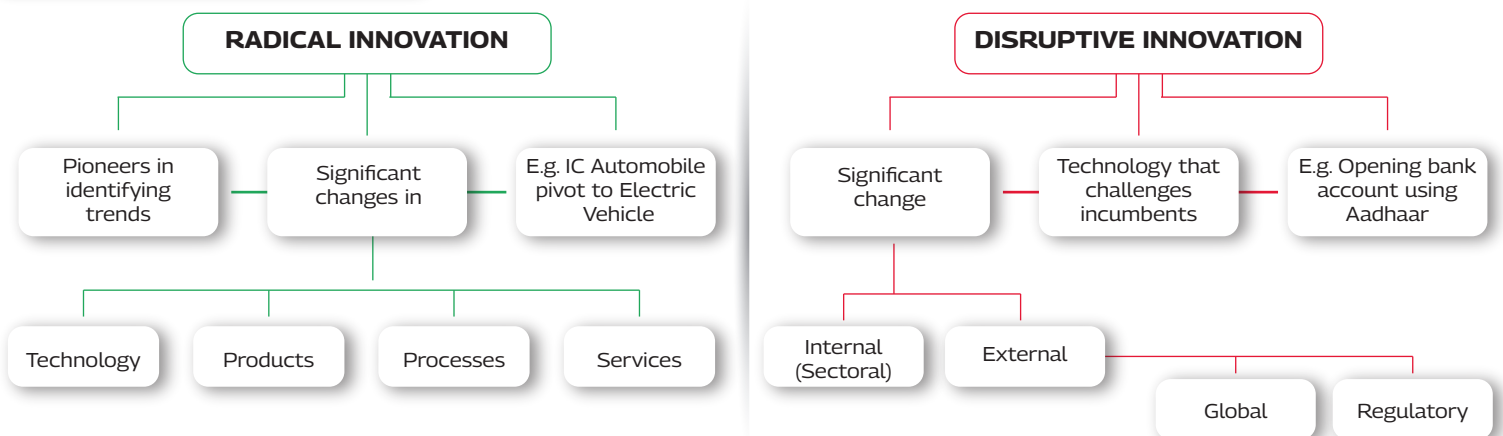 RADICAL INNOVATION
Pioneers in
identifying
trends
Significant
changes in
E.g. IC Automobile
pivot to Electric
Vehicle
Technology
Products
Processes
Services
DISRUPTIVE INNOVATION
Significant
change
Technology that
challenges
incumbents
E.g. Opening bank
account using
Aadhaar
Internal
(Sectoral)
External
Global
Regulatory